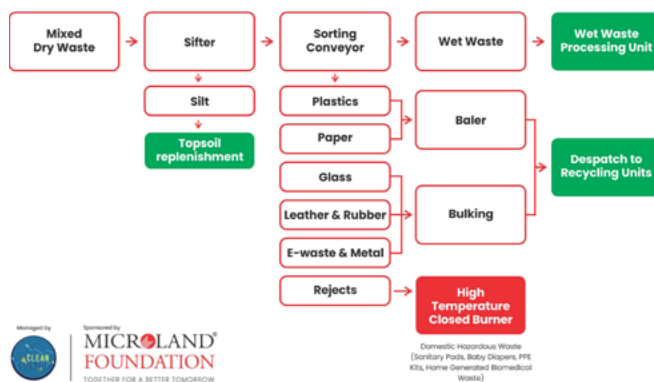 Mixed
Dry Waste
Sifter
Sorting
Conveyor
Wet Waste
Wet Waste
Processing Unit
Silt
Plastics
Baler
Topsoil
replenishment
Paper
Despatch to
Recycling Units
Glass
Leather & Rubber
Bulking
E-waste & Metal
Rejects
High
Temperature
Closed Burner
Domestic Hazardous Waste
(Sanitary Pads, Baby Diapers, PPE
Kits, Home Generated Biomedical
Waste)
Managed by
CLEAN
Sponsored by
MICROLAND®
FOUNDATION
TOGETHER FOR A BETTER TOMORROW